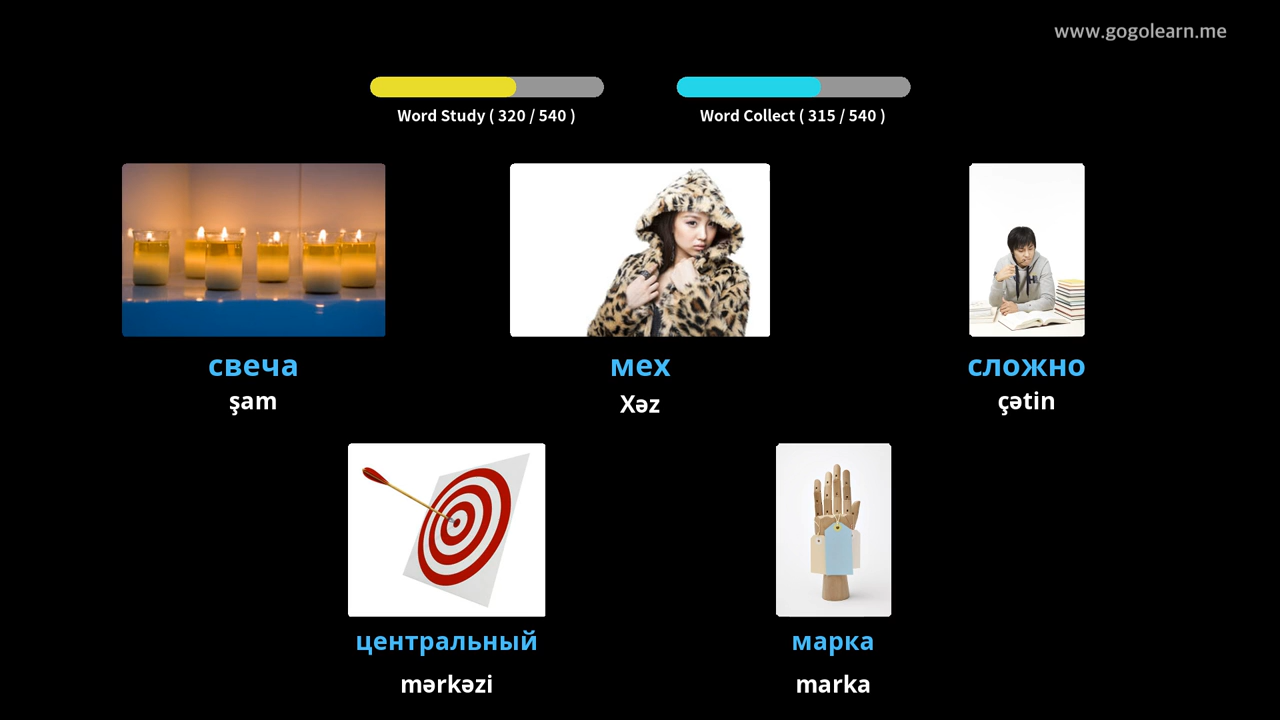 www.gogolearn.me
Word Study ( 320 / 540 )
Word Collect ( 315 / 540 )
свеча
şam
мех
Xəz
сложно
çətin
центральный
mərkəzi
марка
marka